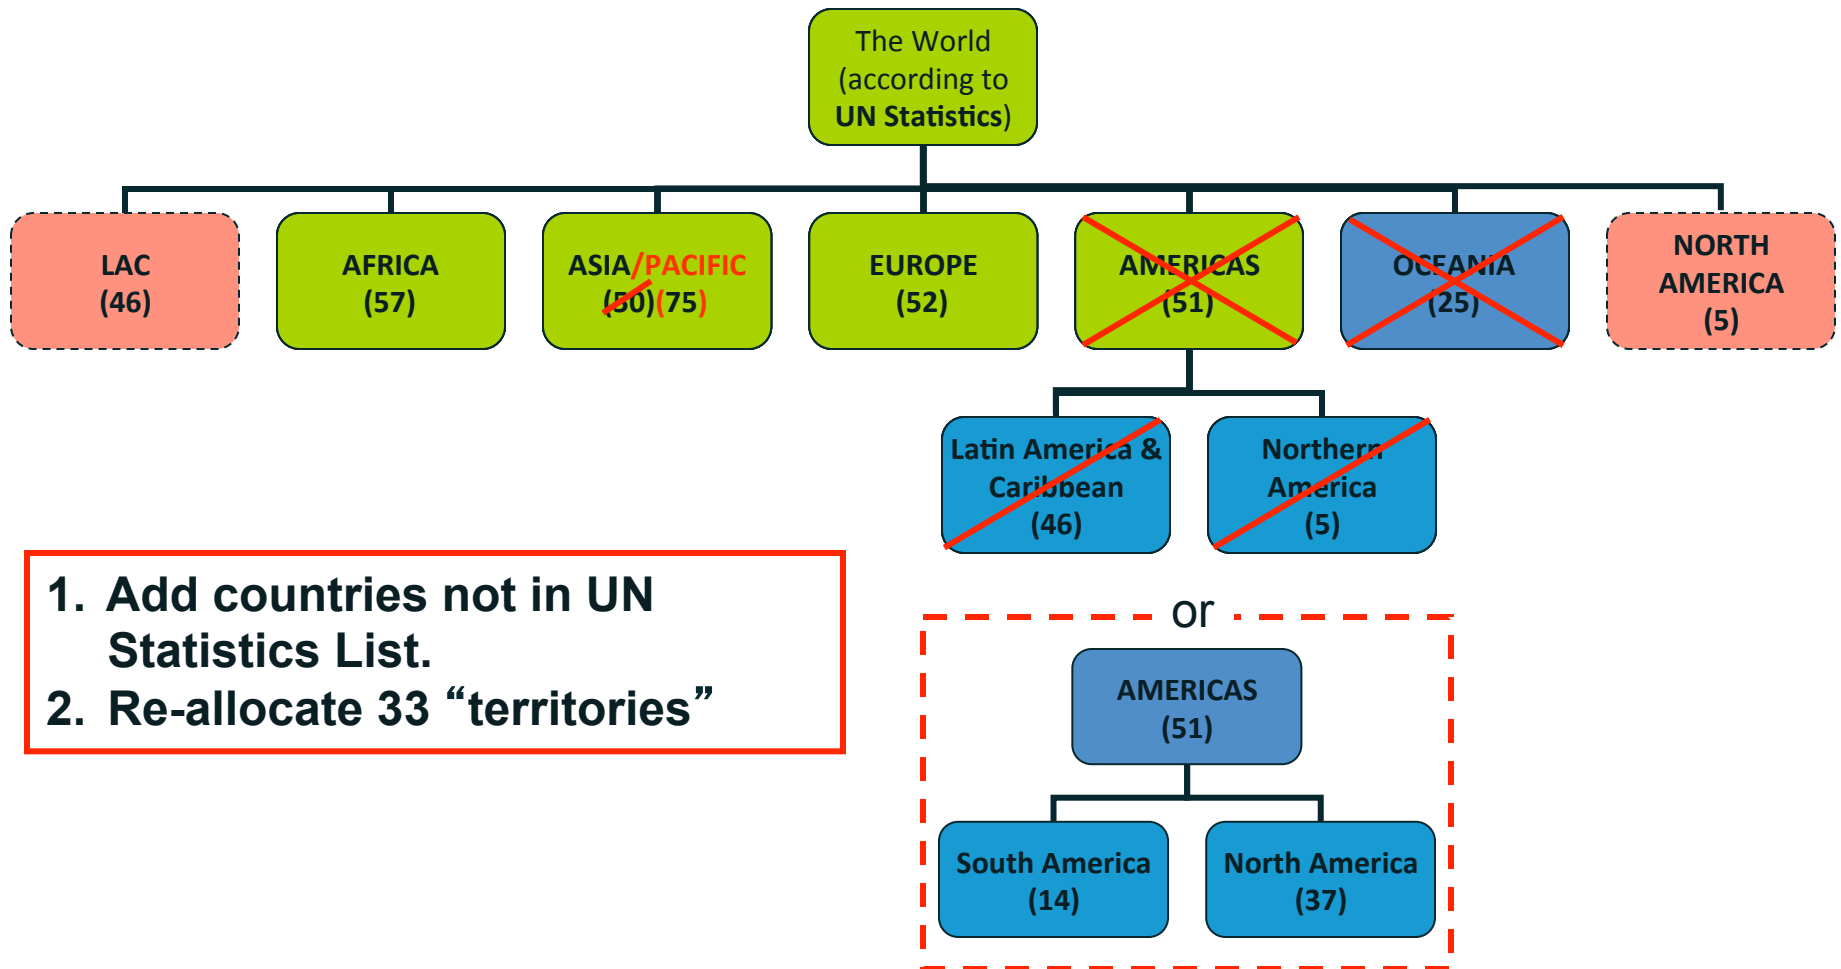 The World
(according to
UN Statistics)
LAC
(46)
AFRICA
(57)
ASIA/PACIFIC
(50)(75)
EUROPE
(52)
AMERICAS
(51)
OCEANIA
(25)
NORTH
AMERICA
(5)
Latin America &
Caribbean
(46)
Northern
America
(5)
1. Add countries not in UN
Statistics List.
2. Re-allocate 33 “territories”
or
AMERICAS
(51)
South America
(14)
North America
(37)